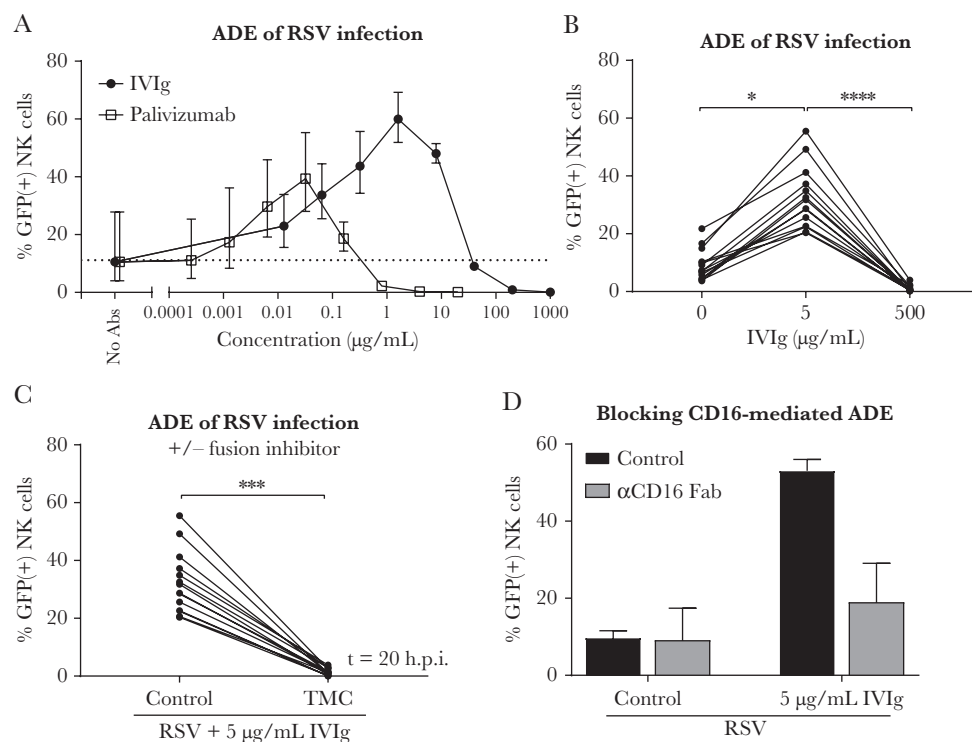 A
ADE of RSV infection
IVIg
Palivizumab
% GFP(+) NK cells
80
60
40
20
0
No Abs
0.0001 0.001 0.01 0.1 1 10 100 1000
Concentration (µg/mL)
B
ADE of RSV infection
* ****
% GFP(+) NK cells
80
60
40
20
0
0 5 500
IVIg (µg/mL)
C
ADE of RSV infection
+/– fusion inhibitor
***
% GFP(+) NK cells
80
60
40
20
0
t = 20 h.p.i.
Control TMC
RSV + 5 µg/mL IVIg
D
Blocking CD16-mediated ADE
Control
αCD16 Fab
% GFP(+) NK cells
60
40
20
0
Control 5 µg/mL IVIg
RSV